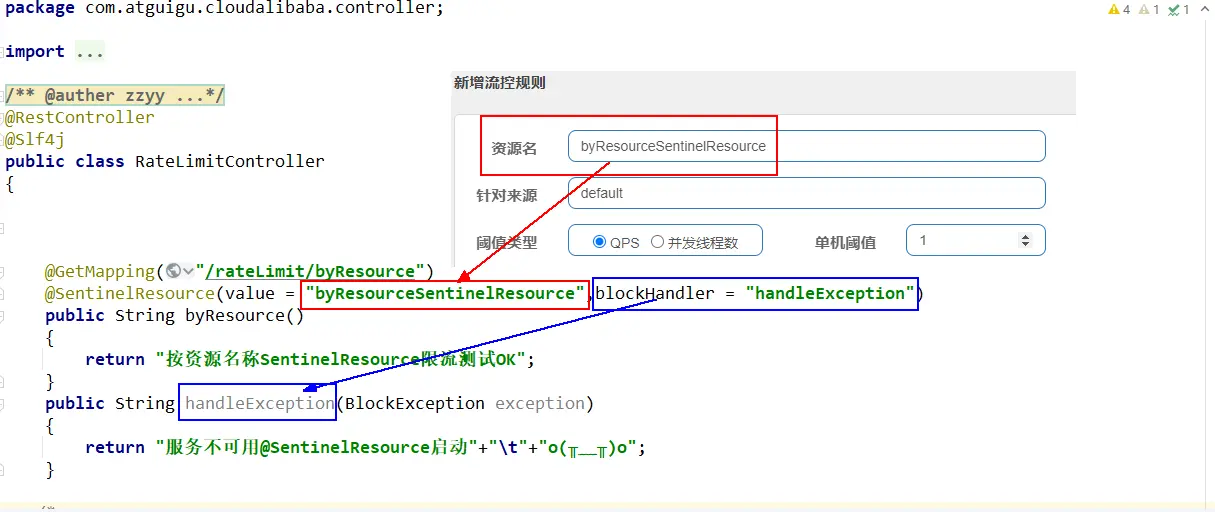 package com.atguigu.cloudalibaba.controller;
4 1 1
import ...
/** @auther zzyy ...*/
@RestController
@Slf4j
public class RateLimitController
{
新增流控规则
资源名 byResourceSentinelResource
针对来源 default
阈值类型 QPS 并发线程数 单机阈值 1
@GetMapping("/rateLimit/byResource")
@SentinelResource(value = "byResourceSentinelResource",blockHandler = "handleException")
public String byResource()
{
return "按资源名称SentinelResource限流测试OK";
}
public String handleException(BlockException exception)
{
return "服务不可用@SentinelResource启动"+"\t"+"o(╥﹏╥)o";
}
/*